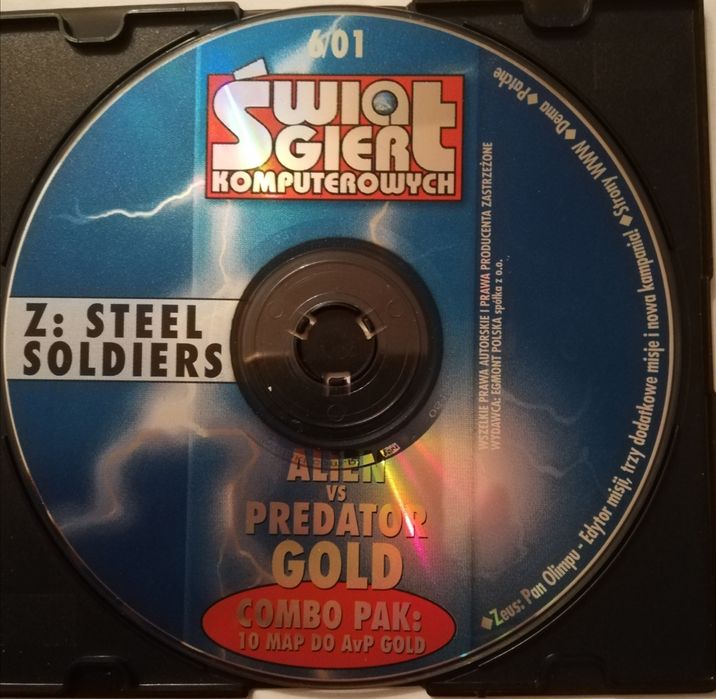 6/01
ŚWIAT
GIER
KOMPUTEROWYCH
Z: STEEL
SOLDIERS
ALIEN
VS
PREDATOR
GOLD
COMBO PAK:
10 MAP DO AvP GOLD
WSZELKIE PRAWA AUTORSKIE I PRAWA PRODUCENTA ZASTRZEŻONE
WYDAWCA: EGMONT POLSKA spółka z o.o.
◆Zeus: Pan Olimpu - Edytor misji, trzy dodatkowe misje i nowa kampania! ◆ Strony WWW ◆ Dema ◆ Patche